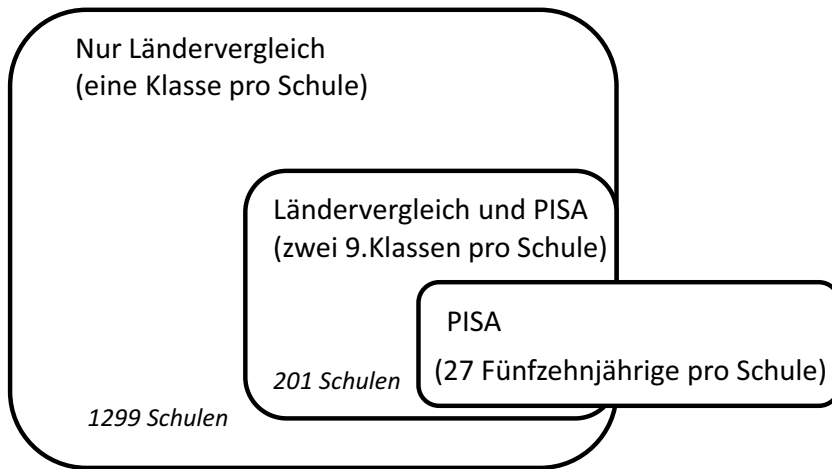 Nur Ländervergleich
(eine Klasse pro Schule)
Ländervergleich und PISA
(zwei 9.Klassen pro Schule)
PISA
(27 Fünfzehnjährige pro Schule)
201 Schulen
1299 Schulen